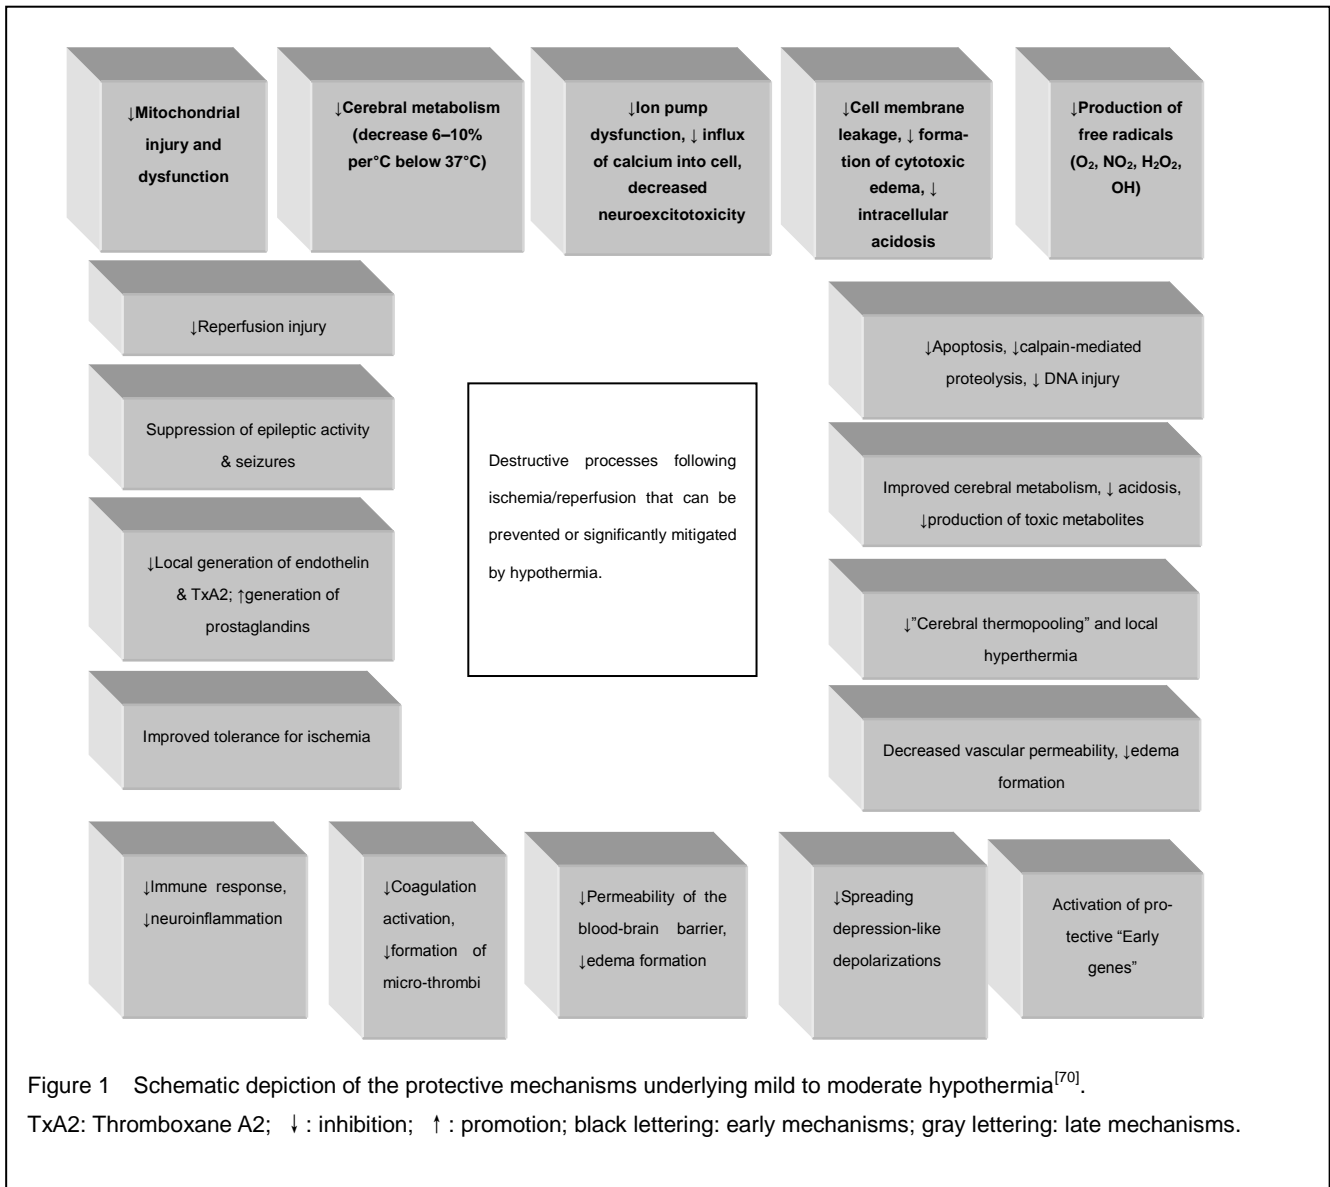 ↓Mitochondrial
injury and
dysfunction
↓Cerebral metabolism
(decrease 6–10%
per°C below 37°C)
↓Ion pump
dysfunction, ↓ influx
of calcium into cell,
decreased
neuroexcitotoxicity
↓Cell membrane
leakage, ↓ forma-
tion of cytotoxic
edema, ↓
intracellular
acidosis
↓Production of
free radicals
(O₂, NO₂, H₂O₂,
OH)
↓Reperfusion injury
Suppression of epileptic activity
& seizures
↓Local generation of endothelin
& TxA2; ↑generation of
prostaglandins
Improved tolerance for ischemia
Destructive processes following
ischemia/reperfusion that can be
prevented or significantly mitigated
by hypothermia.
↓Apoptosis, ↓calpain-mediated
proteolysis, ↓ DNA injury
Improved cerebral metabolism, ↓ acidosis,
↓production of toxic metabolites
↓”Cerebral thermopooling” and local
hyperthermia
Decreased vascular permeability, ↓edema
formation
↓Immune response,
↓neuroinflammation
↓Coagulation
activation,
↓formation of
micro-thrombi
↓Permeability of the
blood-brain barrier,
↓edema formation
↓Spreading
depression-like
depolarizations
Activation of pro-
tective “Early
genes”
Figure 1 Schematic depiction of the protective mechanisms underlying mild to moderate hypothermia[70].
TxA2: Thromboxane A2; ↓: inhibition; ↑: promotion; black lettering: early mechanisms; gray lettering: late mechanisms.